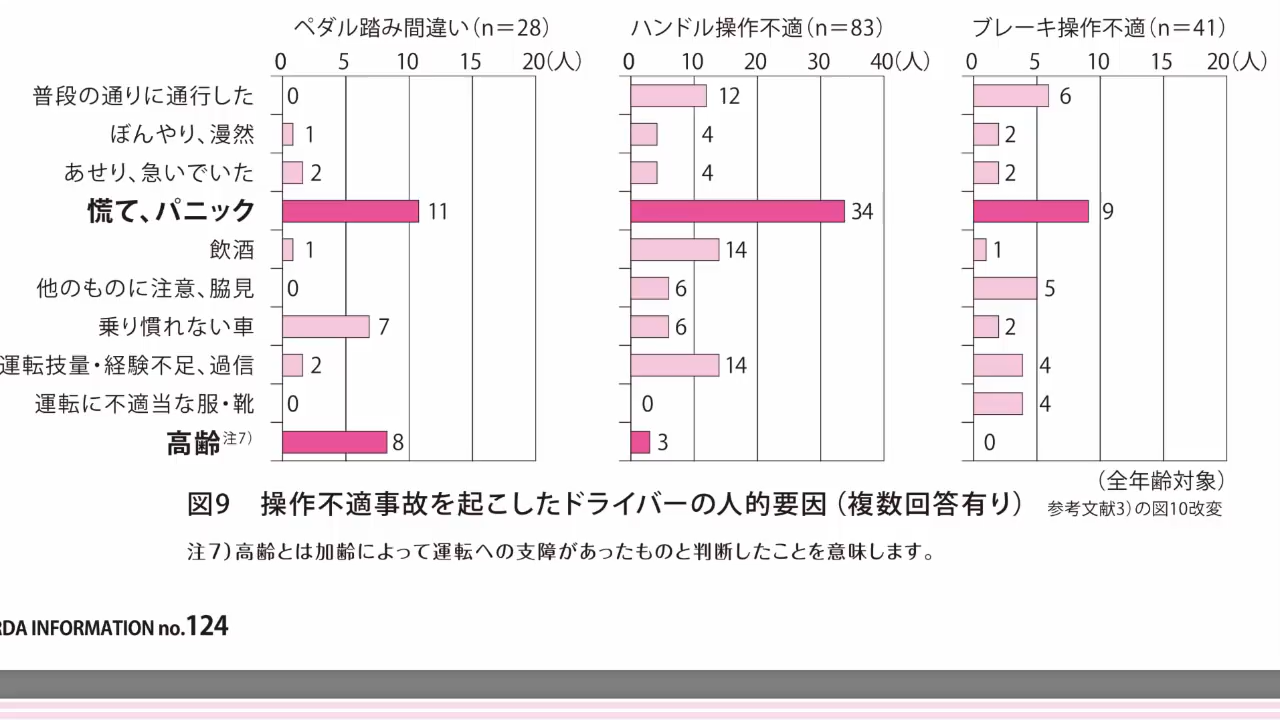 ペダル踏み間違い(n=28) ハンドル操作不適(n=83) ブレーキ操作不適(n=41)
0 5 10 15 20(人) 0 10 20 30 40(人) 0 5 10 15 20(人)
普段の通りに通行した 0 12 6
ぼんやり、漫然 1 4 2
あせり、急いでいた 2 4 2
慌て、パニック 11 34 9
飲酒 1 14 1
他のものに注意、脇見 0 6 5
乗り慣れない車 7 6 2
運転技量・経験不足、過信 2 14 4
運転に不適当な服・靴 0 0 4
高齢注7) 8 3 0
(全年齢対象)
図9 操作不適事故を起こしたドライバーの人的要因(複数回答有り) 参考文献3)の図10改変
注7)高齢とは加齢によって運転への支障があったものと判断したことを意味します。
RDA INFORMATION no.124